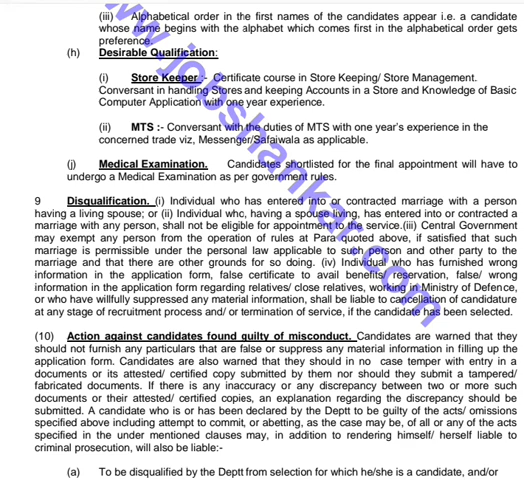 (iii) Alphabetical order in the first names of the candidates appear i.e. a candidate
whose name begins with the alphabet which comes first in the alphabetical order gets
preference.
(h) Desirable Qualification:
(i) Store Keeper :- Certificate course in Store Keeping/ Store Management.
Conversant in handling Stores and keeping Accounts in a Store and Knowledge of Basic
Computer Application with one year experience.
(ii) MTS :- Conversant with the duties of MTS with one year's experience in the
concerned trade viz, Messenger/Safaiwala as applicable.
(j) Medical Examination. Candidates shortlisted for the final appointment will have to
undergo a Medical Examination as per government rules.
9 Disqualification. (i) Individual who has entered into or contracted marriage with a person
having a living spouse; or (ii) Individual whc, having a spouse living, has entered into or contracted a
marriage with any person, shall not be eligible for appointment to the service.(iii) Central Government
may exempt any person from the operation of rules at Para quoted above, if satisfied that such
marriage is permissible under the personal law applicable to such person and other party to the
marriage and that there are other grounds for so doing. (iv) Individual who has furnished wrong
information in the application form, false certificate to avail benefits/ reservation, false/ wrong
information in the application form regarding relatives/ close relatives, working in Ministry of Defence,
or who have willfully suppressed any material information, shall be liable to cancellation of candidature
at any stage of recruitment process and/ or termination of service, if the candidate has been selected.
(10) Action against candidates found guilty of misconduct. Candidates are warned that they
should not furnish any particulars that are false or suppress any material information in filling up the
application form. Candidates are also warned that they should in no case temper with entry in a
documents or its attested/ certified copy submitted by them nor should they submit a tampered/
fabricated documents. If there is any inaccuracy or any discrepancy between two or more such
documents or their attested/ certified copies, an explanation regarding the discrepancy should be
submitted. A candidate who is or has been declared by the Deptt to be guilty of the acts/ omissions
specified above including attempt to commit, or abetting, as the case may be, of all or any of the acts
specified in the under mentioned clauses may, in addition to rendering himself/ herself liable to
criminal prosecution, will also be liable:-
(a) To be disqualified by the Deptt from selection for which he/she is a candidate, and/or
www.jobshankar.com